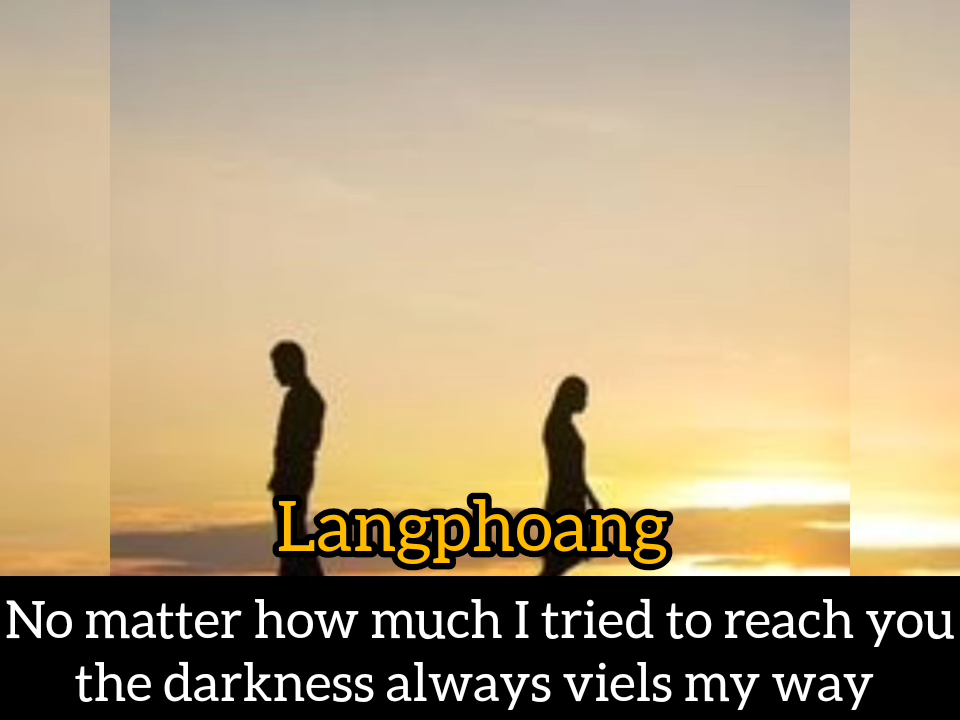 Langphoang
No matter how much I tried to reach you
the darkness always viels my way